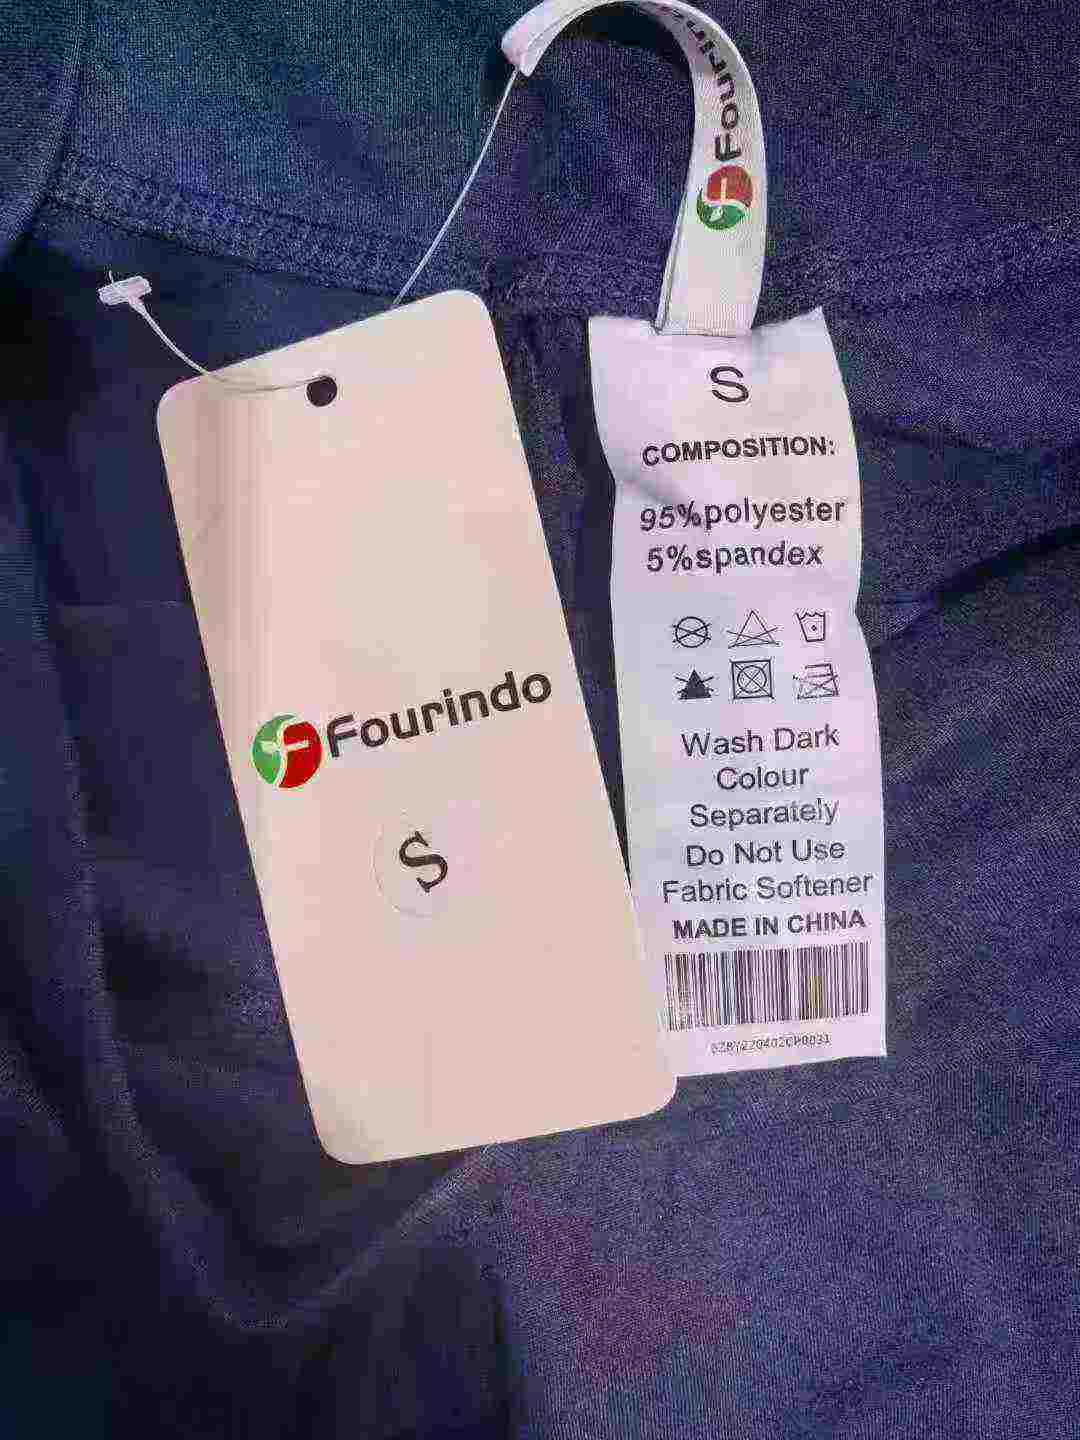 Fourindo
Fourindo
S
S
COMPOSITION:
95%polyester
5%spandex
Wash Dark
Colour
Separately
Do Not Use
Fabric Softener
MADE IN CHINA